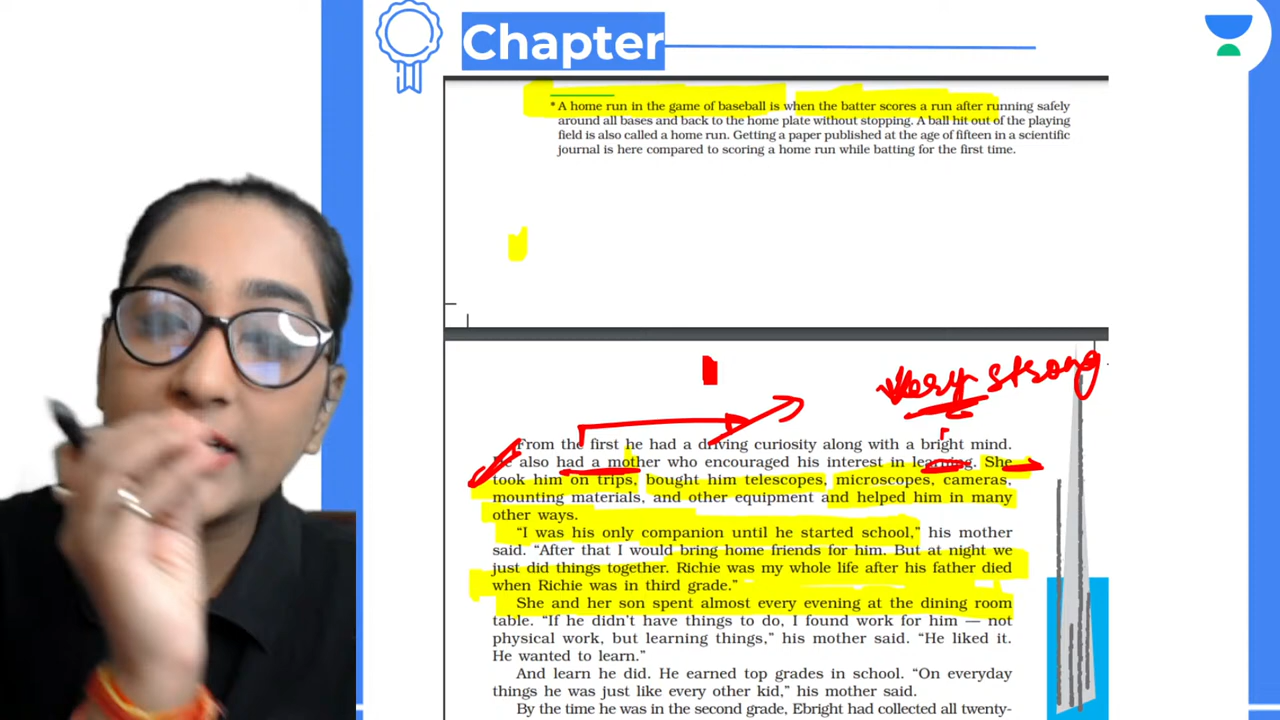 Chapter
* A home run in the game of baseball is when the batter scores a run after running safely
around all bases and back to the home plate without stopping. A ball hit out of the playing
field is also called a home run. Getting a paper published at the age of fifteen in a scientific
journal is here compared to scoring a home run while batting for the first time.
Very strong
From the first he had a driving curiosity along with a bright mind.
He also had a mother who encouraged his interest in learning. She
took him on trips, bought him telescopes, microscopes, cameras,
mounting materials, and other equipment and helped him in many
other ways.
“I was his only companion until he started school,” his mother
said. “After that I would bring home friends for him. But at night we
just did things together. Richie was my whole life after his father died
when Richie was in third grade.”
She and her son spent almost every evening at the dining room
table. “If he didn’t have things to do, I found work for him — not
physical work, but learning things,” his mother said. “He liked it.
He wanted to learn.”
And learn he did. He earned top grades in school. “On everyday
things he was just like every other kid,” his mother said.
By the time he was in the second grade, Ebright had collected all twenty-